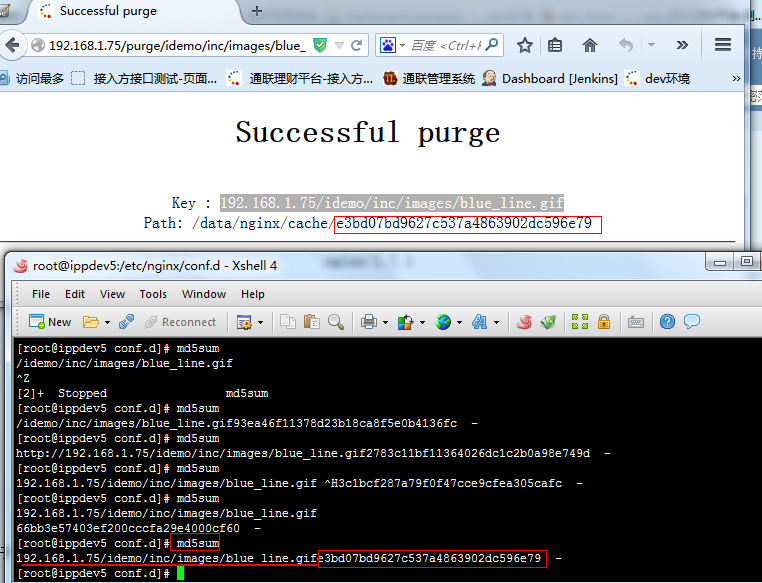 Successful purge
192.168.1.75/purge/idemo/inc/images/blue_
百度 <Ctrl+K
访问最多 接入方接口测试-页面... 通联理财平台-接入方... 通联管理系统 Dashboard [Jenkins] dev环境 »
Successful purge
Key : 192.168.1.75/idemo/inc/images/blue_line.gif
Path: /data/nginx/cache/e3bd07bd9627c537a4863902dc596e79
root@ippdev5:/etc/nginx/conf.d - Xshell 4
File Edit View Tools Window Help
New Reconnect
[root@ippdev5 conf.d]# md5sum
/idemo/inc/images/blue_line.gif
^Z
[2]+  Stopped                 md5sum
[root@ippdev5 conf.d]# md5sum
/idemo/inc/images/blue_line.gif93ea46f11378d23b18ca8f5e0b4136fc  -
[root@ippdev5 conf.d]# md5sum
http://192.168.1.75/idemo/inc/images/blue_line.gif2783c11bf11364026dc1c2b0a98e749d  -
[root@ippdev5 conf.d]# md5sum
192.168.1.75/idemo/inc/images/blue_line.gif ^H3c1bcf287a79f0f47cce9cfea305cafc  -
[root@ippdev5 conf.d]# md5sum
192.168.1.75/idemo/inc/images/blue_line.gif
66bb3e57403ef200cccfa29e4000cf60  -
[root@ippdev5 conf.d]# md5sum
192.168.1.75/idemo/inc/images/blue_line.gife3bd07bd9627c537a4863902dc596e79  -
[root@ippdev5 conf.d]#